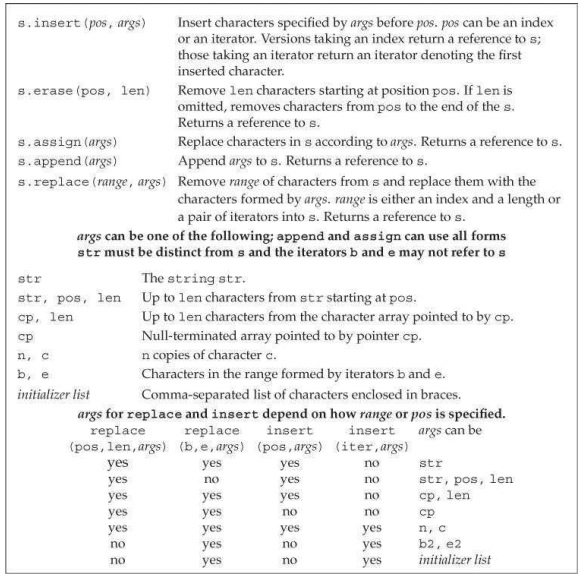 s.insert(pos, args) Insert characters specified by args before pos. pos can be an index
or an iterator. Versions taking an index return a reference to s;
those taking an iterator return an iterator denoting the first
inserted character.
s.erase(pos, len) Remove len characters starting at position pos. If len is
omitted, removes characters from pos to the end of the s.
Returns a reference to s.
s.assign(args) Replace characters in s according to args. Returns a reference to s.
s.append(args) Append args to s. Returns a reference to s.
s.replace(range, args) Remove range of characters from s and replace them with the
characters formed by args. range is either an index and a length or
a pair of iterators into s. Returns a reference to s.
args can be one of the following; append and assign can use all forms
str must be distinct from s and the iterators b and e may not refer to s
str The string str.
str, pos, len Up to len characters from str starting at pos.
cp, len Up to len characters from the character array pointed to by cp.
cp Null-terminated array pointed to by pointer cp.
n, c n copies of character c.
b, e Characters in the range formed by iterators b and e.
initializer list Comma-separated list of characters enclosed in braces.
args for replace and insert depend on how range or pos is specified.
replace replace insert insert args can be
(pos,len,args) (b,e,args) (pos,args) (iter,args)
yes yes yes no str
yes no yes no str, pos, len
yes yes yes no cp, len
yes yes no no cp
yes yes yes yes n, c
no yes no yes b2, e2
no yes no yes initializer list